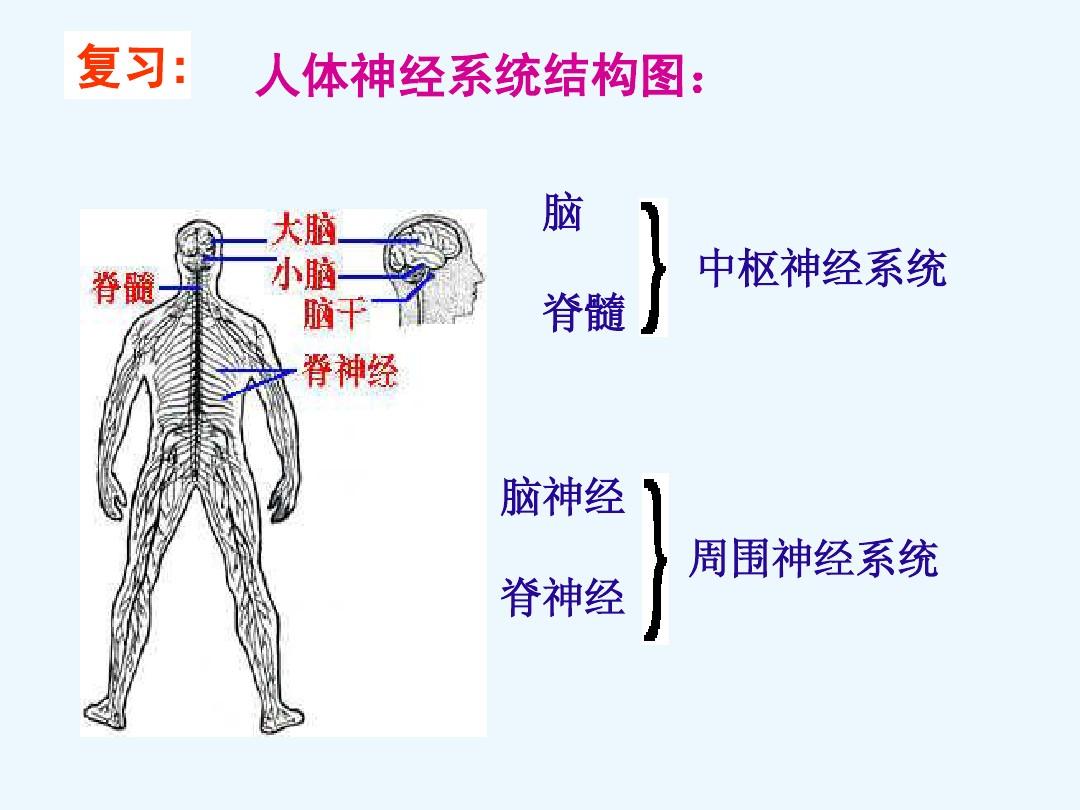 复习：
人体神经系统结构图：
大脑
小脑
脑干
脊髓
脊神经
脑
脊髓
中枢神经系统
脑神经
脊神经
周围神经系统